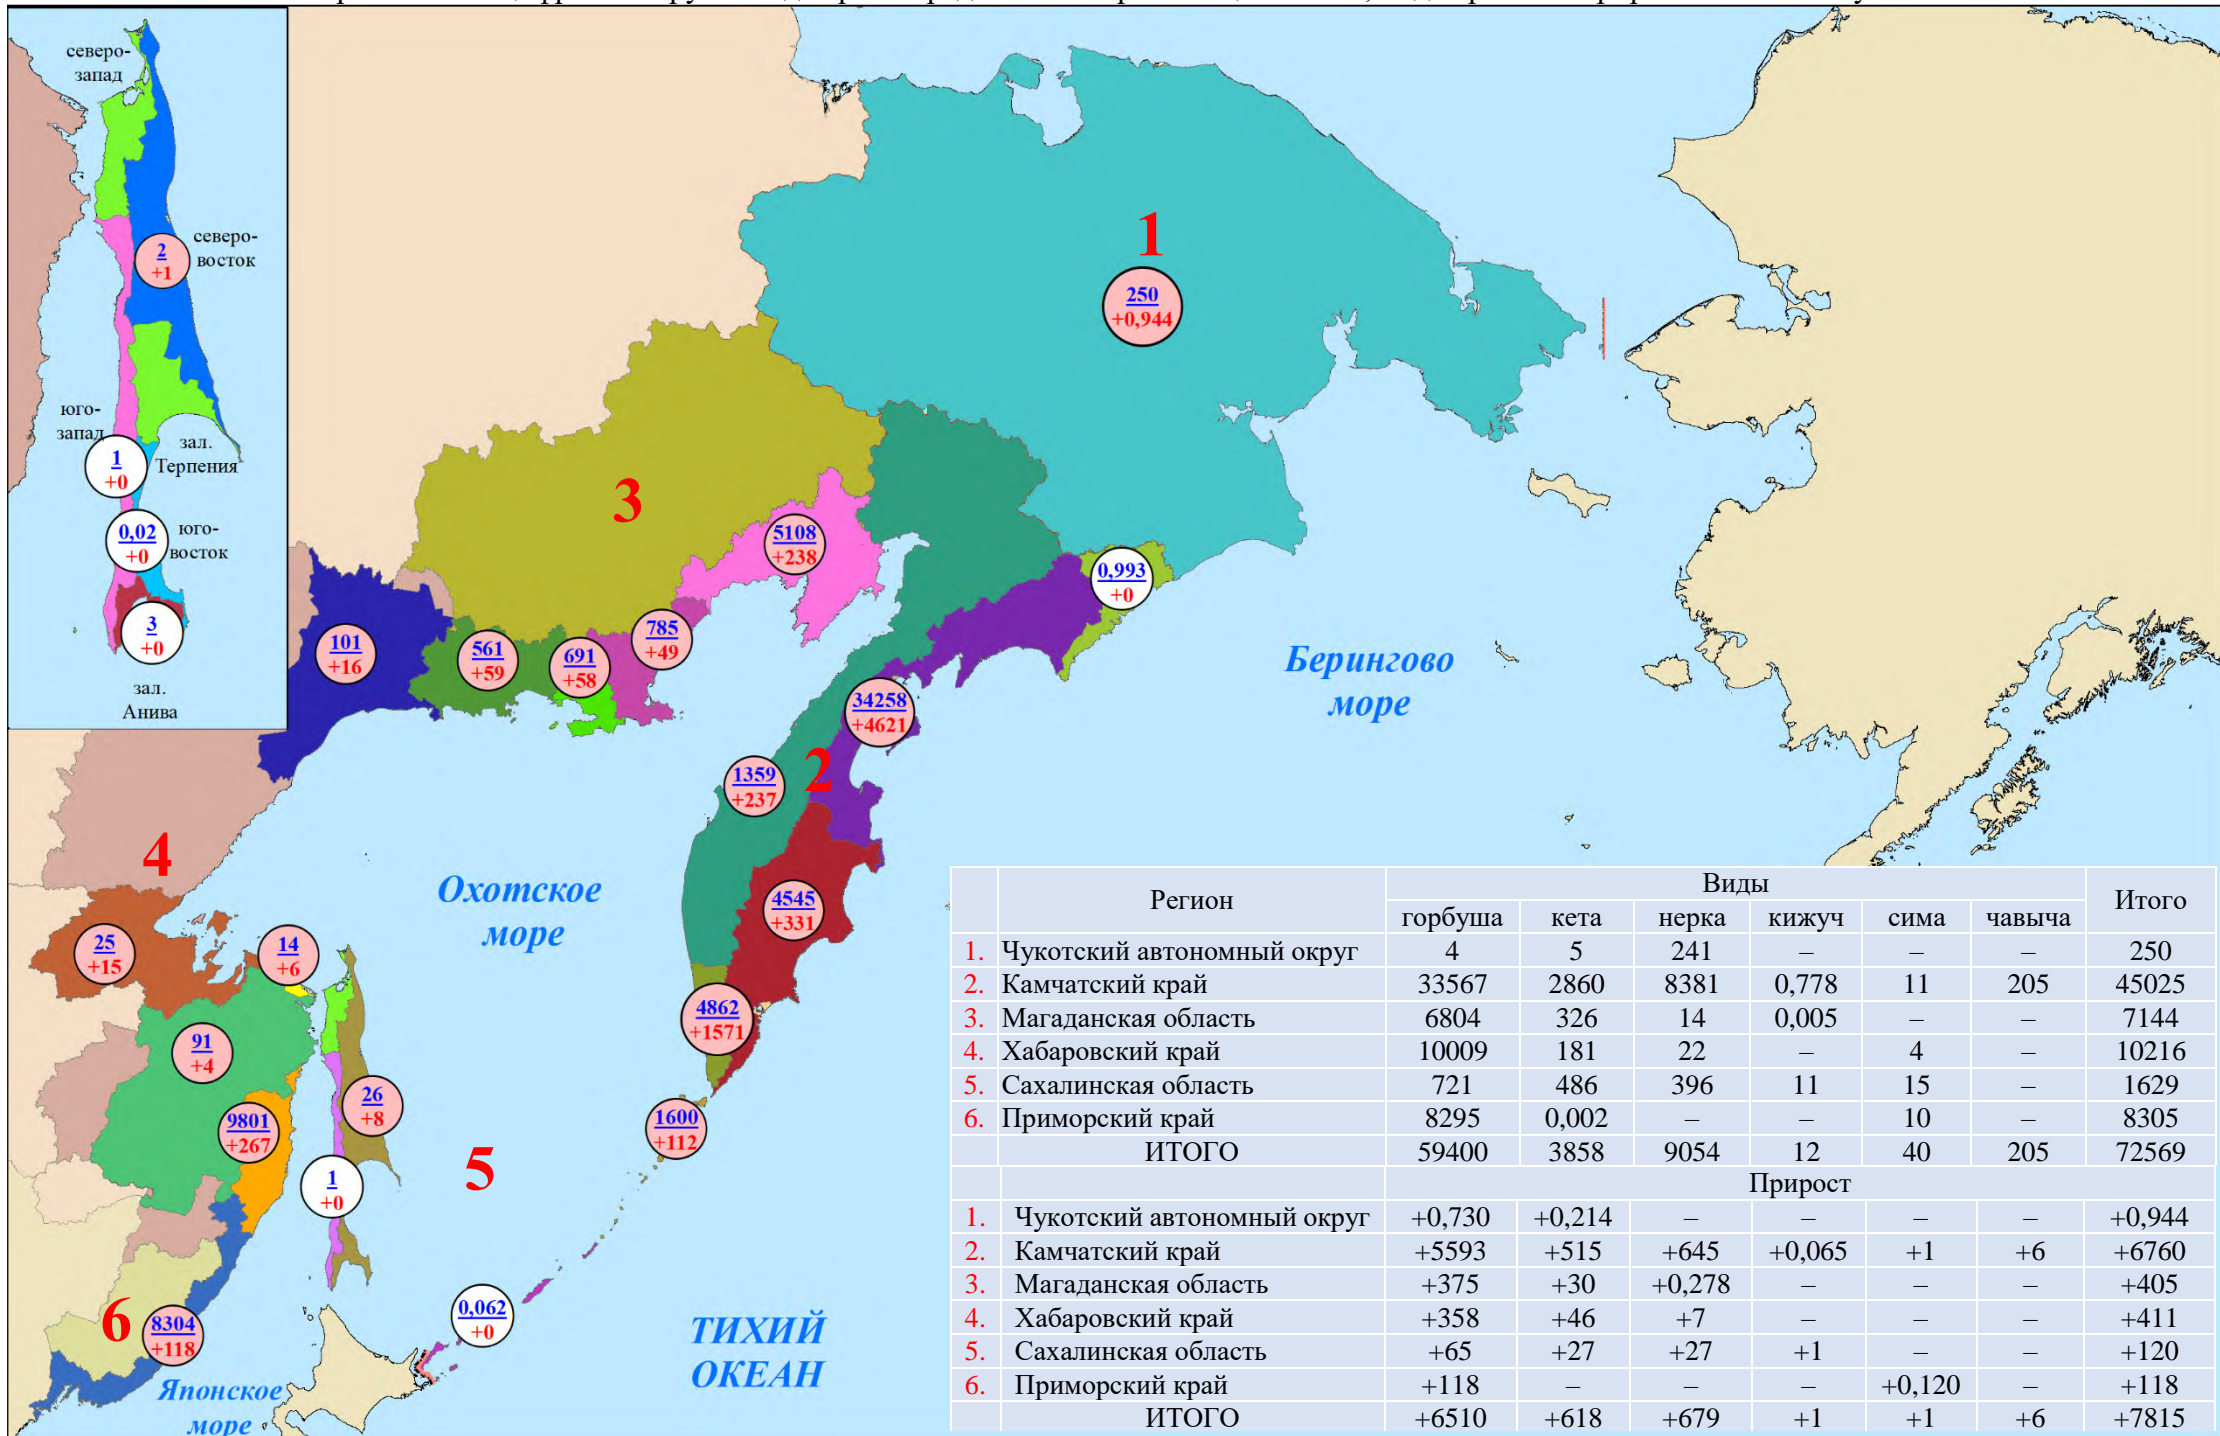 северо-
запад
2
+1
северо-
восток
юго-
запад
1
+0
зал.
Терпения
0,02
+0
юго-
восток
3
+0
зал.
Анива
1
250
+0,944
3
5108
+238
0,993
+0
101
+16
561
+59
691
+58
785
+49
Берингово
море
34258
+4621
1359
+237
2
4
Охотское
море
4545
+331
25
+15
14
+6
4862
+1571
91
+4
26
+8
9801
+267
1600
+112
1
+0
5
0,062
+0
6
8304
+118
Японское
море
ТИХИЙ
ОКЕАН
Регион Виды Итого
горбуша кета нерка кижуч сима чавыча
1. Чукотский автономный округ 4 5 241 – – – 250
2. Камчатский край 33567 2860 8381 0,778 11 205 45025
3. Магаданская область 6804 326 14 0,005 – – 7144
4. Хабаровский край 10009 181 22 – 4 – 10216
5. Сахалинская область 721 486 396 11 15 – 1629
6. Приморский край 8295 0,002 – – 10 – 8305
ИТОГО 59400 3858 9054 12 40 205 72569
Прирост
1. Чукотский автономный округ +0,730 +0,214 – – – – +0,944
2. Камчатский край +5593 +515 +645 +0,065 +1 +6 +6760
3. Магаданская область +375 +30 +0,278 – – – +405
4. Хабаровский край +358 +46 +7 – – – +411
5. Сахалинская область +65 +27 +27 +1 – – +120
6. Приморский край +118 – – – +0,120 – +118
ИТОГО +6510 +618 +679 +1 +1 +6 +7815